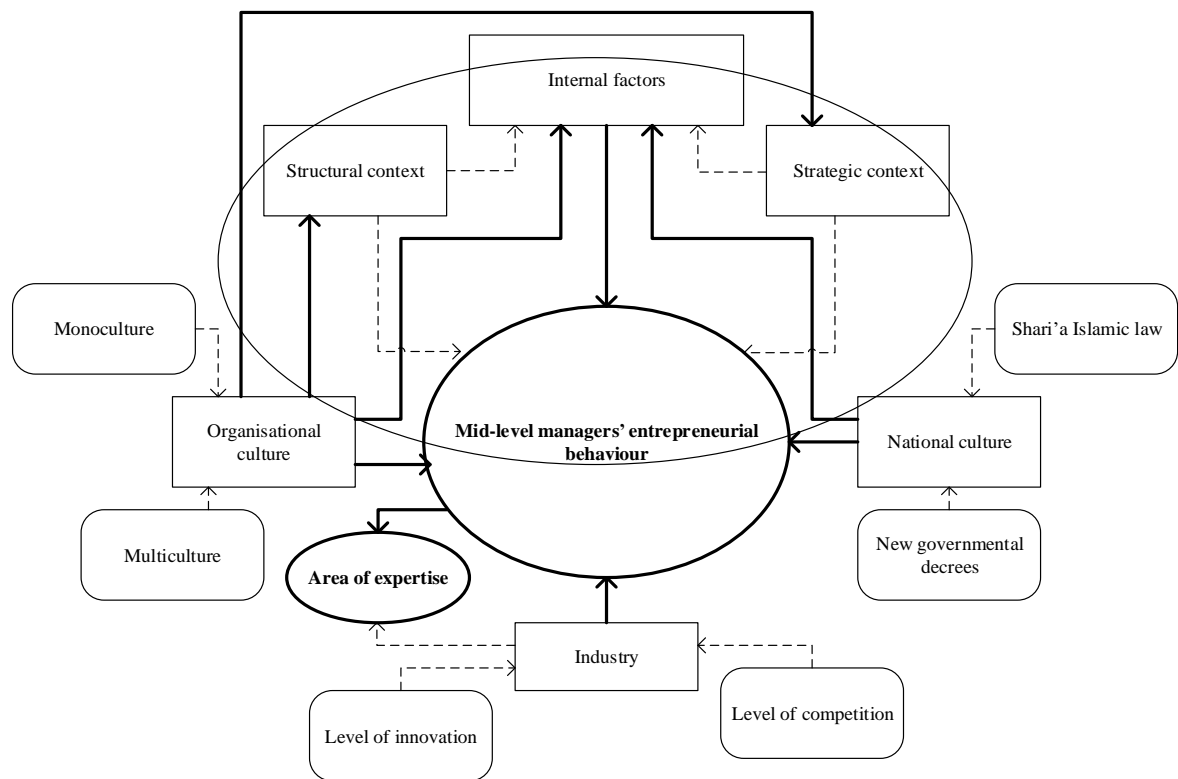 Internal factors
Structural context
Strategic context
Monoculture
Shari’a Islamic law
Organisational
culture
Mid-level managers’ entrepreneurial
behaviour
National culture
Multiculture
New governmental
decrees
Area of expertise
Industry
Level of innovation
Level of competition